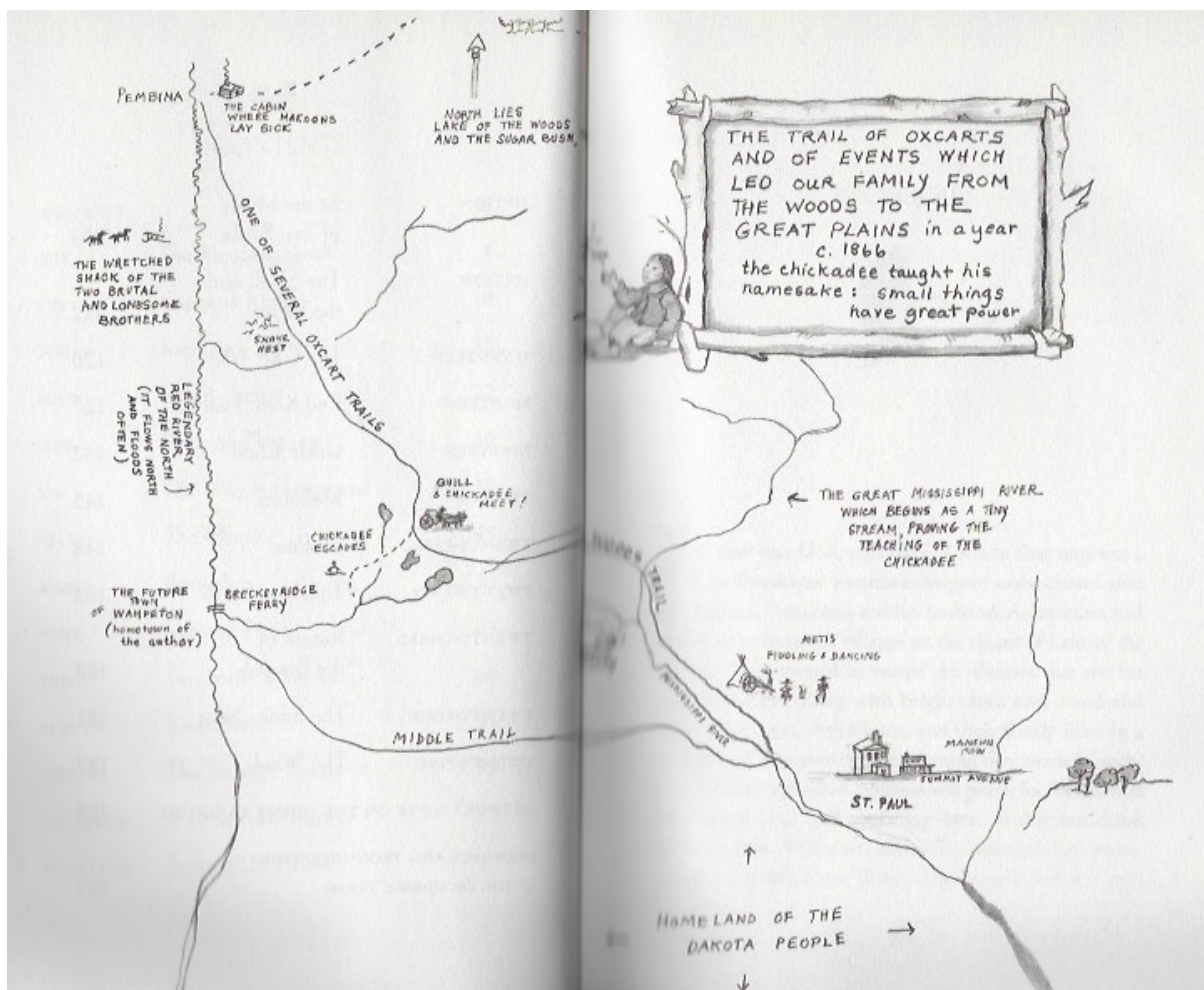 PEMBINA
THE CABIN
WHERE MAKOONS
LAY SICK
NORTH LIES
LAKE OF THE WOODS
AND THE SUGAR BUSH
THE WRETCHED
SHACK OF THE
TWO BRUTAL
AND LONESOME
BROTHERS
ONE OF SEVERAL OXCART TRAILS
SNAKE
NEST
LEGENDARY
RED RIVER
OF THE NORTH
(IT FLOWS NORTH
AND FLOODS
OFTEN)
QUILL
& CHICKADEE
MEET!
CHICKADEE
ESCAPES
THE FUTURE
TOWN
OF WAHPETON
(hometown of
the author)
BRECKENRIDGE
FERRY
MIDDLE TRAIL
THE TRAIL OF OXCARTS
AND OF EVENTS WHICH
LED OUR FAMILY FROM
THE WOODS TO THE
GREAT PLAINS in a year
c. 1866
the chickadee taught his
namesake: small things
have great power
THE GREAT MISSISSIPPI RIVER
WHICH BEGINS AS A TINY
STREAM, PROVING THE
TEACHING OF THE
CHICKADEE
WOODS TRAIL
METIS
FIDDLING & DANCING
MISSISSIPPI RIVER
MANSION
ROW
SUMMIT AVENUE
ST. PAUL
HOMELAND OF THE
DAKOTA PEOPLE